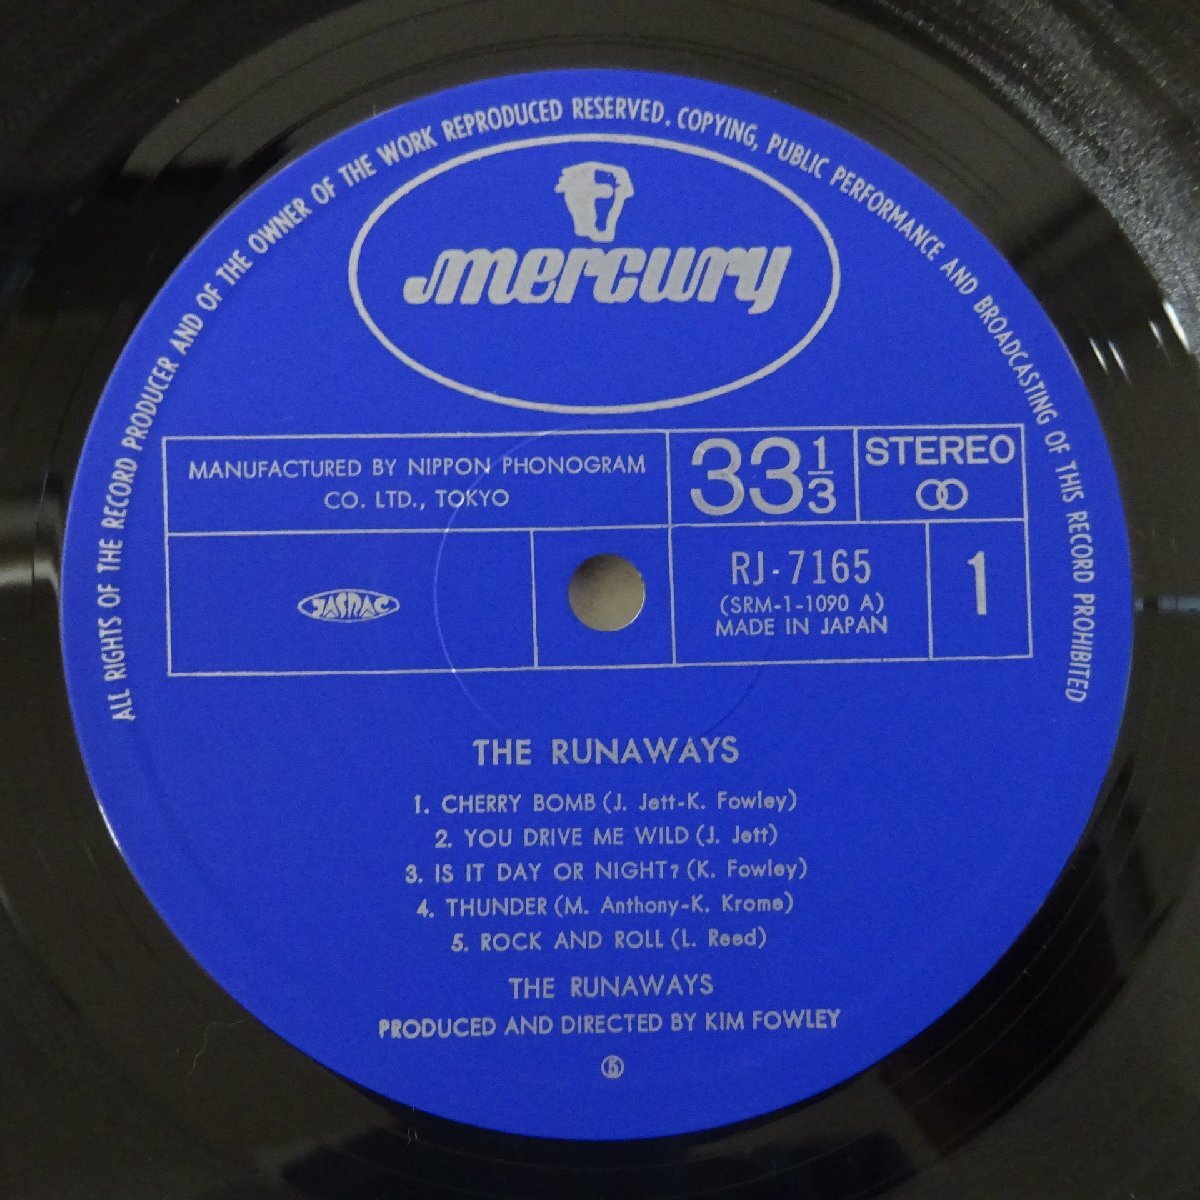 ALL RIGHTS OF THE RECORD PRODUCER AND OF THE OWNER OF THE WORK REPRODUCED RESERVED. COPYING, PUBLIC PERFORMANCE AND BROADCASTING OF THIS RECORD PROHIBITED
mercury
MANUFACTURED BY NIPPON PHONOGRAM
CO. LTD., TOKYO
33 1/3
STEREO
JASRAC
RJ-7165
(SRM-1-1090 A)
MADE IN JAPAN
1
THE RUNAWAYS
1. CHERRY BOMB (J. Jett-K. Fowley)
2. YOU DRIVE ME WILD (J. Jett)
3. IS IT DAY OR NIGHT? (K. Fowley)
4. THUNDER (M. Anthony-K. Krome)
5. ROCK AND ROLL (L. Reed)
THE RUNAWAYS
PRODUCED AND DIRECTED BY KIM FOWLEY